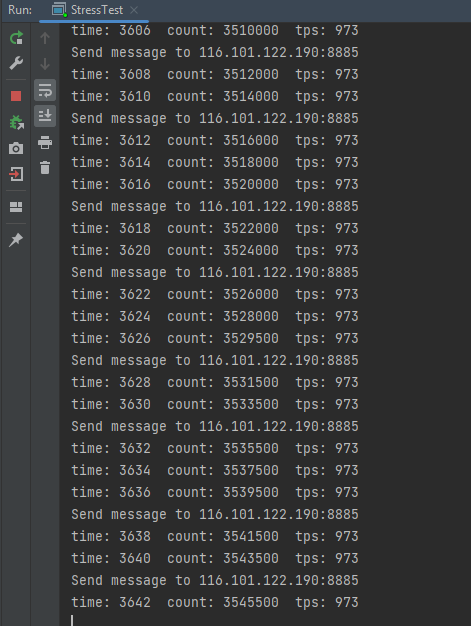 Run: StressTest
time: 3606  count: 3510000  tps: 973
Send message to 116.101.122.190:8885
time: 3608  count: 3512000  tps: 973
time: 3610  count: 3514000  tps: 973
Send message to 116.101.122.190:8885
time: 3612  count: 3516000  tps: 973
time: 3614  count: 3518000  tps: 973
time: 3616  count: 3520000  tps: 973
Send message to 116.101.122.190:8885
time: 3618  count: 3522000  tps: 973
time: 3620  count: 3524000  tps: 973
Send message to 116.101.122.190:8885
time: 3622  count: 3526000  tps: 973
time: 3624  count: 3528000  tps: 973
time: 3626  count: 3529500  tps: 973
Send message to 116.101.122.190:8885
time: 3628  count: 3531500  tps: 973
time: 3630  count: 3533500  tps: 973
Send message to 116.101.122.190:8885
time: 3632  count: 3535500  tps: 973
time: 3634  count: 3537500  tps: 973
time: 3636  count: 3539500  tps: 973
Send message to 116.101.122.190:8885
time: 3638  count: 3541500  tps: 973
time: 3640  count: 3543500  tps: 973
Send message to 116.101.122.190:8885
time: 3642  count: 3545500  tps: 973